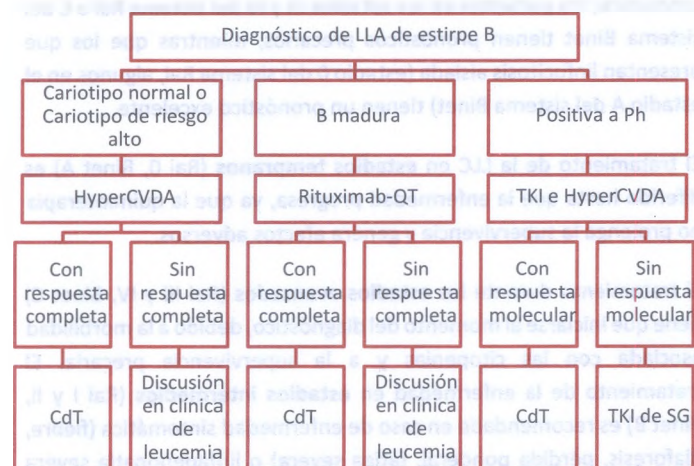 Diagnóstico de LLA de estirpe B
Cariotipo normal o
Cariotipo de riesgo
alto
B madura
Positiva a Ph
HyperCVDA
Rituximab-QT
TKI e HyperCVDA
Con
respuesta
completa
Sin
respuesta
completa
Con
respuesta
completa
Sin
respuesta
completa
Con
respuesta
molecular
Sin
respuesta
molecular
CdT
Discusión
en clínica
de
leucemia
CdT
Discusión
en clínica
de
leucemia
CdT
TKI de SG